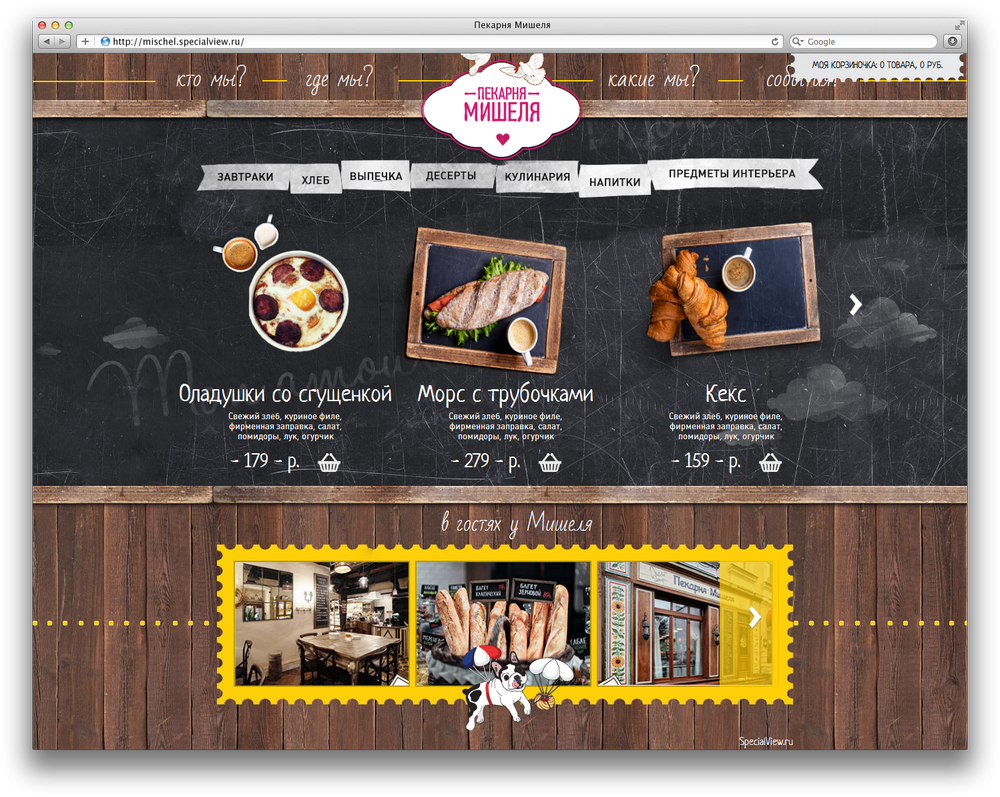 Пекарня Мишеля
http://mischel.specialview.ru/
Google
МОЯ КОРЗИНОЧКА: 0 ТОВАРА, 0 РУБ.
кто мы?
где мы?
какие мы?
ПЕКАРНЯ
МИШЕЛЯ
ЗАВТРАКИ
ХЛЕБ
ВЫПЕЧКА
ДЕСЕРТЫ
КУЛИНАРИЯ
НАПИТКИ
ПРЕДМЕТЫ ИНТЕРЬЕРА
Оладушки со сгущенкой
Морс с трубочками
Кекс
Свежий злеб, куриное филе,
фирменная заправка, салат,
помидоры, лук, огурчик
Свежий злеб, куриное филе,
фирменная заправка, салат,
помидоры, лук, огурчик
Свежий злеб, куриное филе,
фирменная заправка, салат,
помидоры, лук, огурчик
- 179 - р.
- 279 - р.
- 159 - р.
в гостях у Мишеля
БАГЕТ
КЛАССИЧЕСКИЙ
БАГЕТ
ЗЕРНОВОЙ
Пекарня
SpecialView.ru